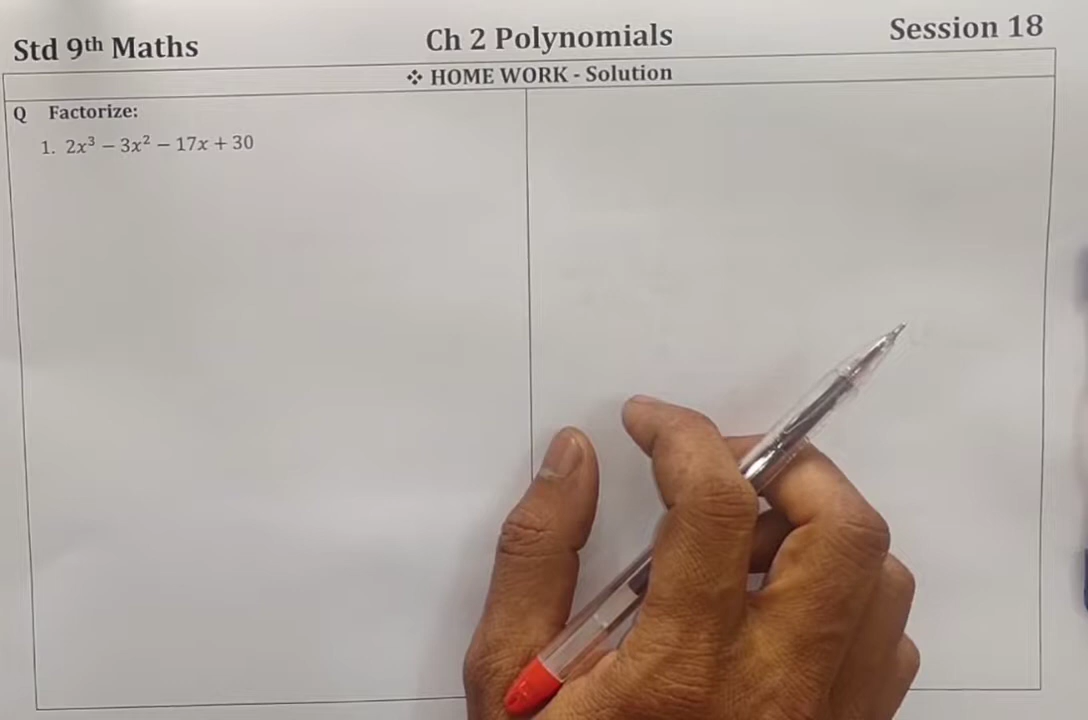 Std 9th Maths
Ch 2 Polynomials
Session 18
❖ HOME WORK - Solution
Q Factorize:
1. 2x³ – 3x² – 17x + 30